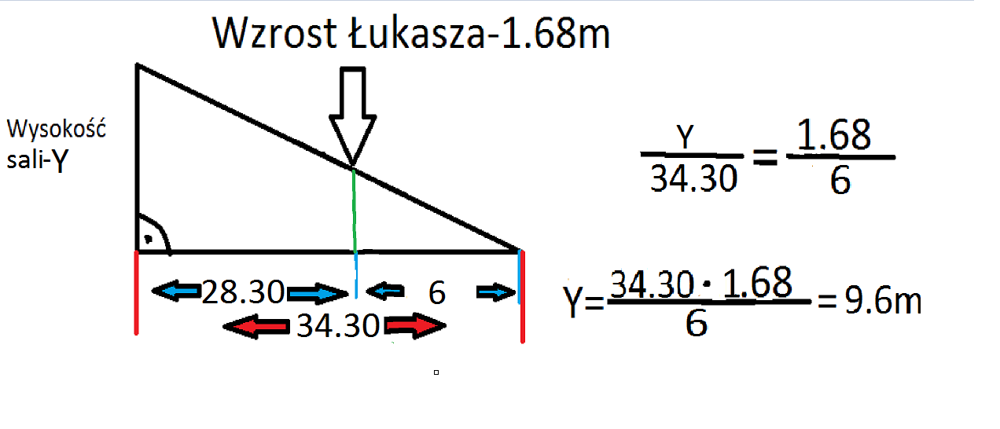 Wzrost Łukasza-1.68m
Wysokość
sali-Y
Y/34.30 = 1.68/6
28.30 6
34.30
Y= 34.30 · 1.68/6 = 9.6m